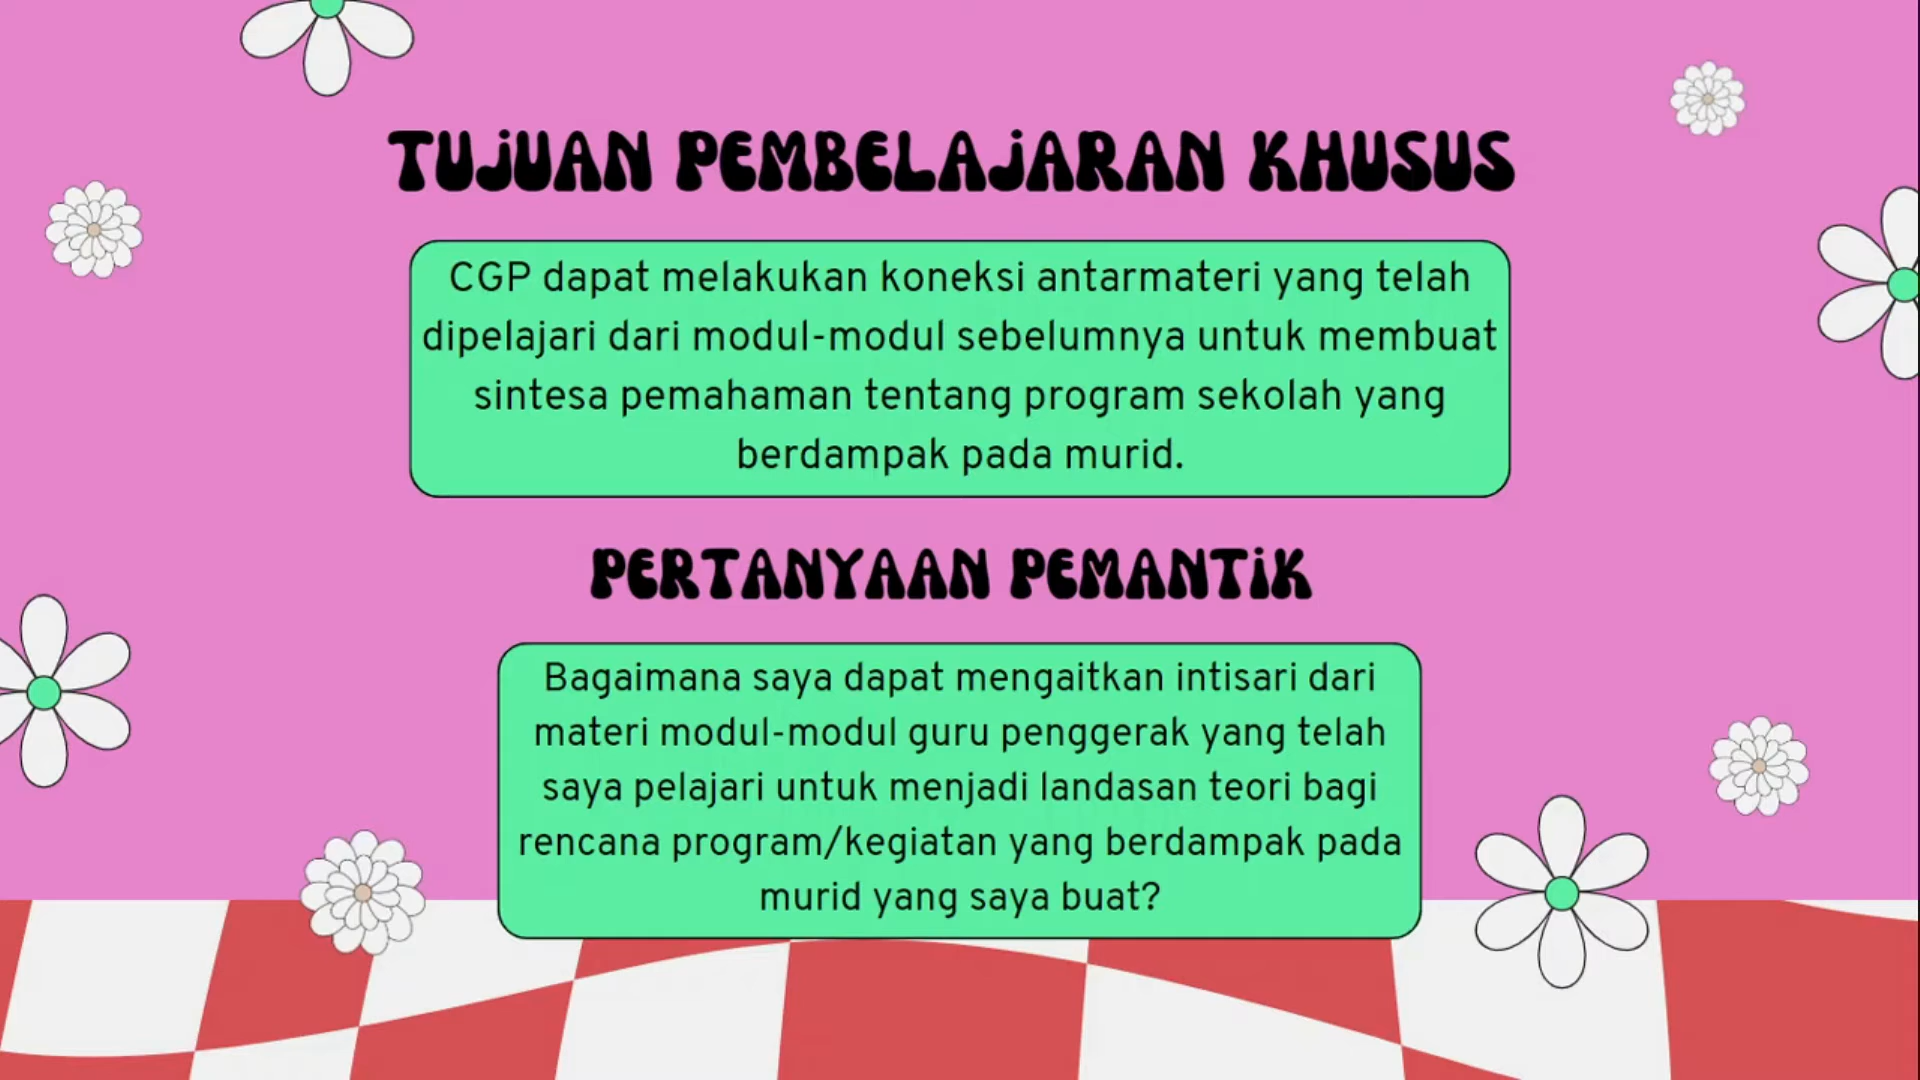 TUJUAN PEMBELAJARAN KHUSUS
CGP dapat melakukan koneksi antarmateri yang telah
dipelajari dari modul-modul sebelumnya untuk membuat
sintesa pemahaman tentang program sekolah yang
berdampak pada murid.
PERTANYAAN PEMANTIK
Bagaimana saya dapat mengaitkan intisari dari
materi modul-modul guru penggerak yang telah
saya pelajari untuk menjadi landasan teori bagi
rencana program/kegiatan yang berdampak pada
murid yang saya buat?